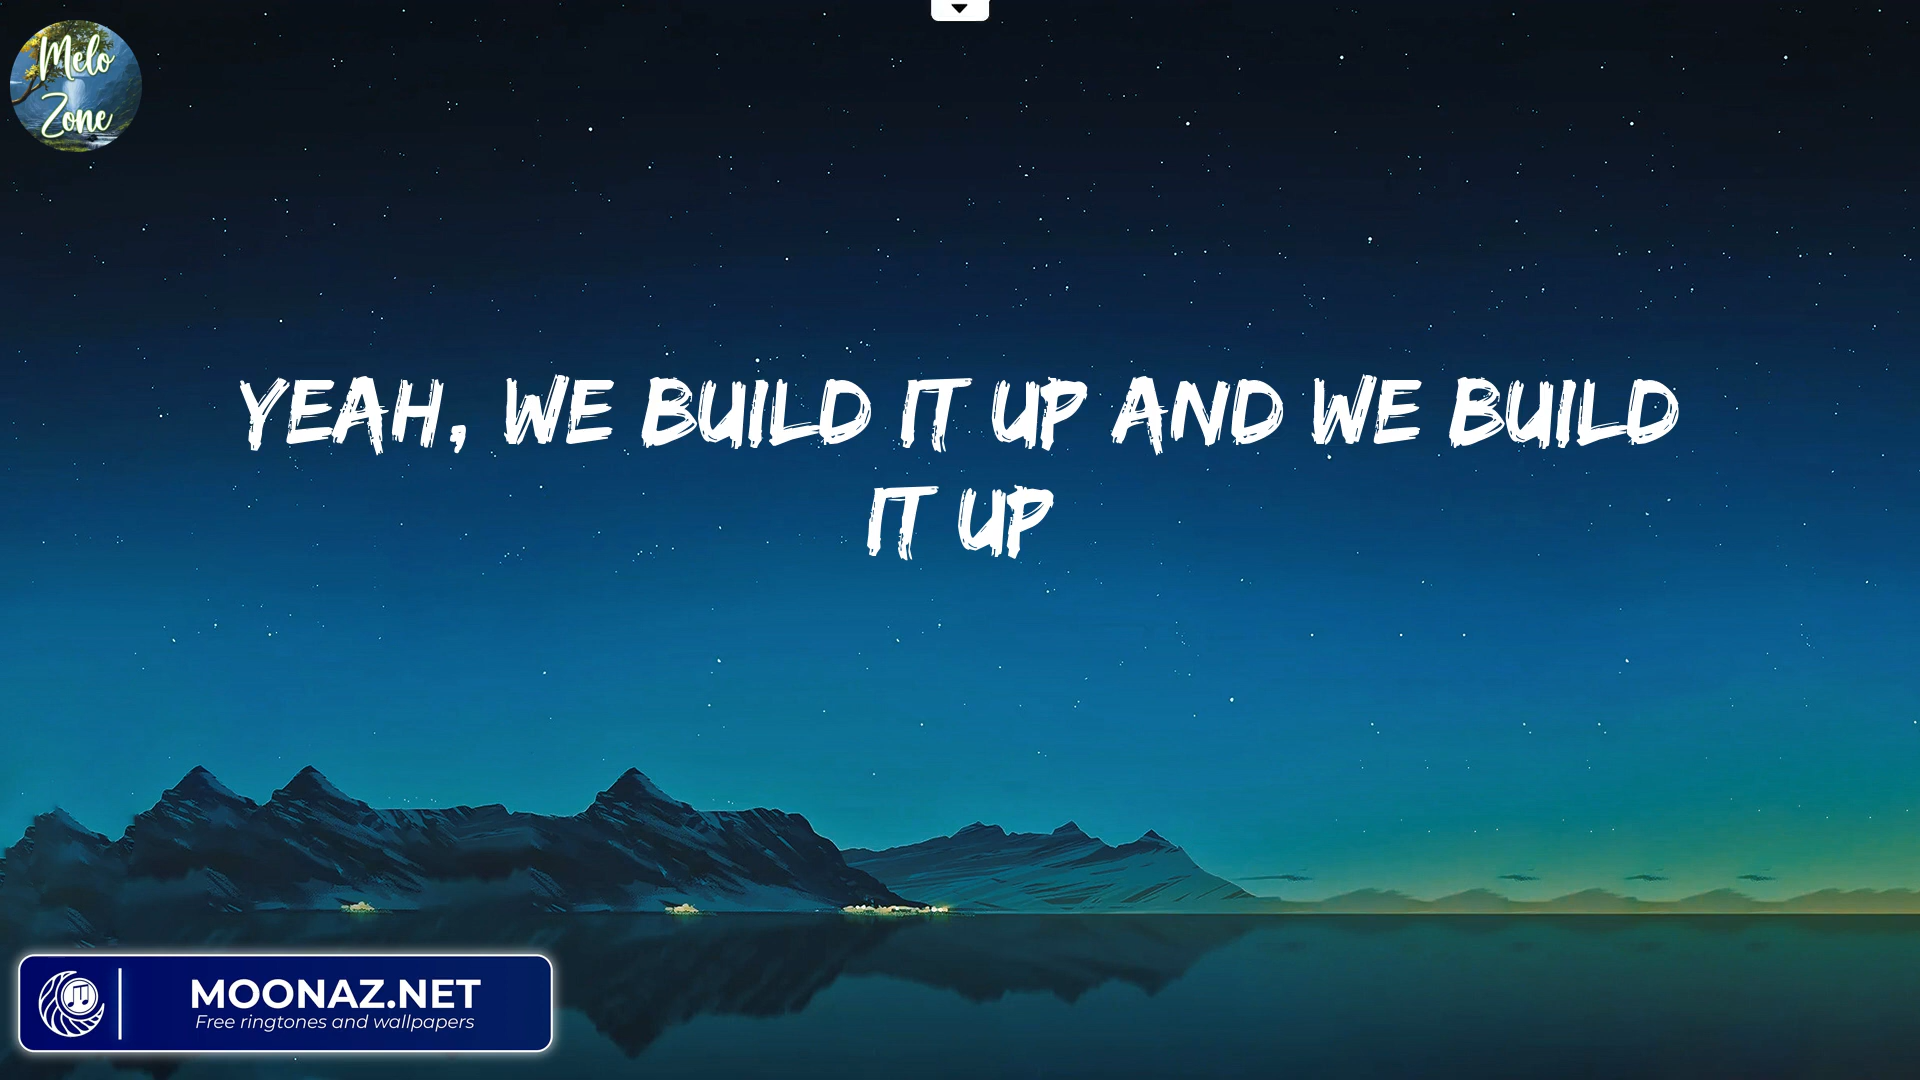 Melo
Zone
YEAH, WE BUILD IT UP AND WE BUILD
IT UP
MOONAZ.NET
Free ringtones and wallpapers